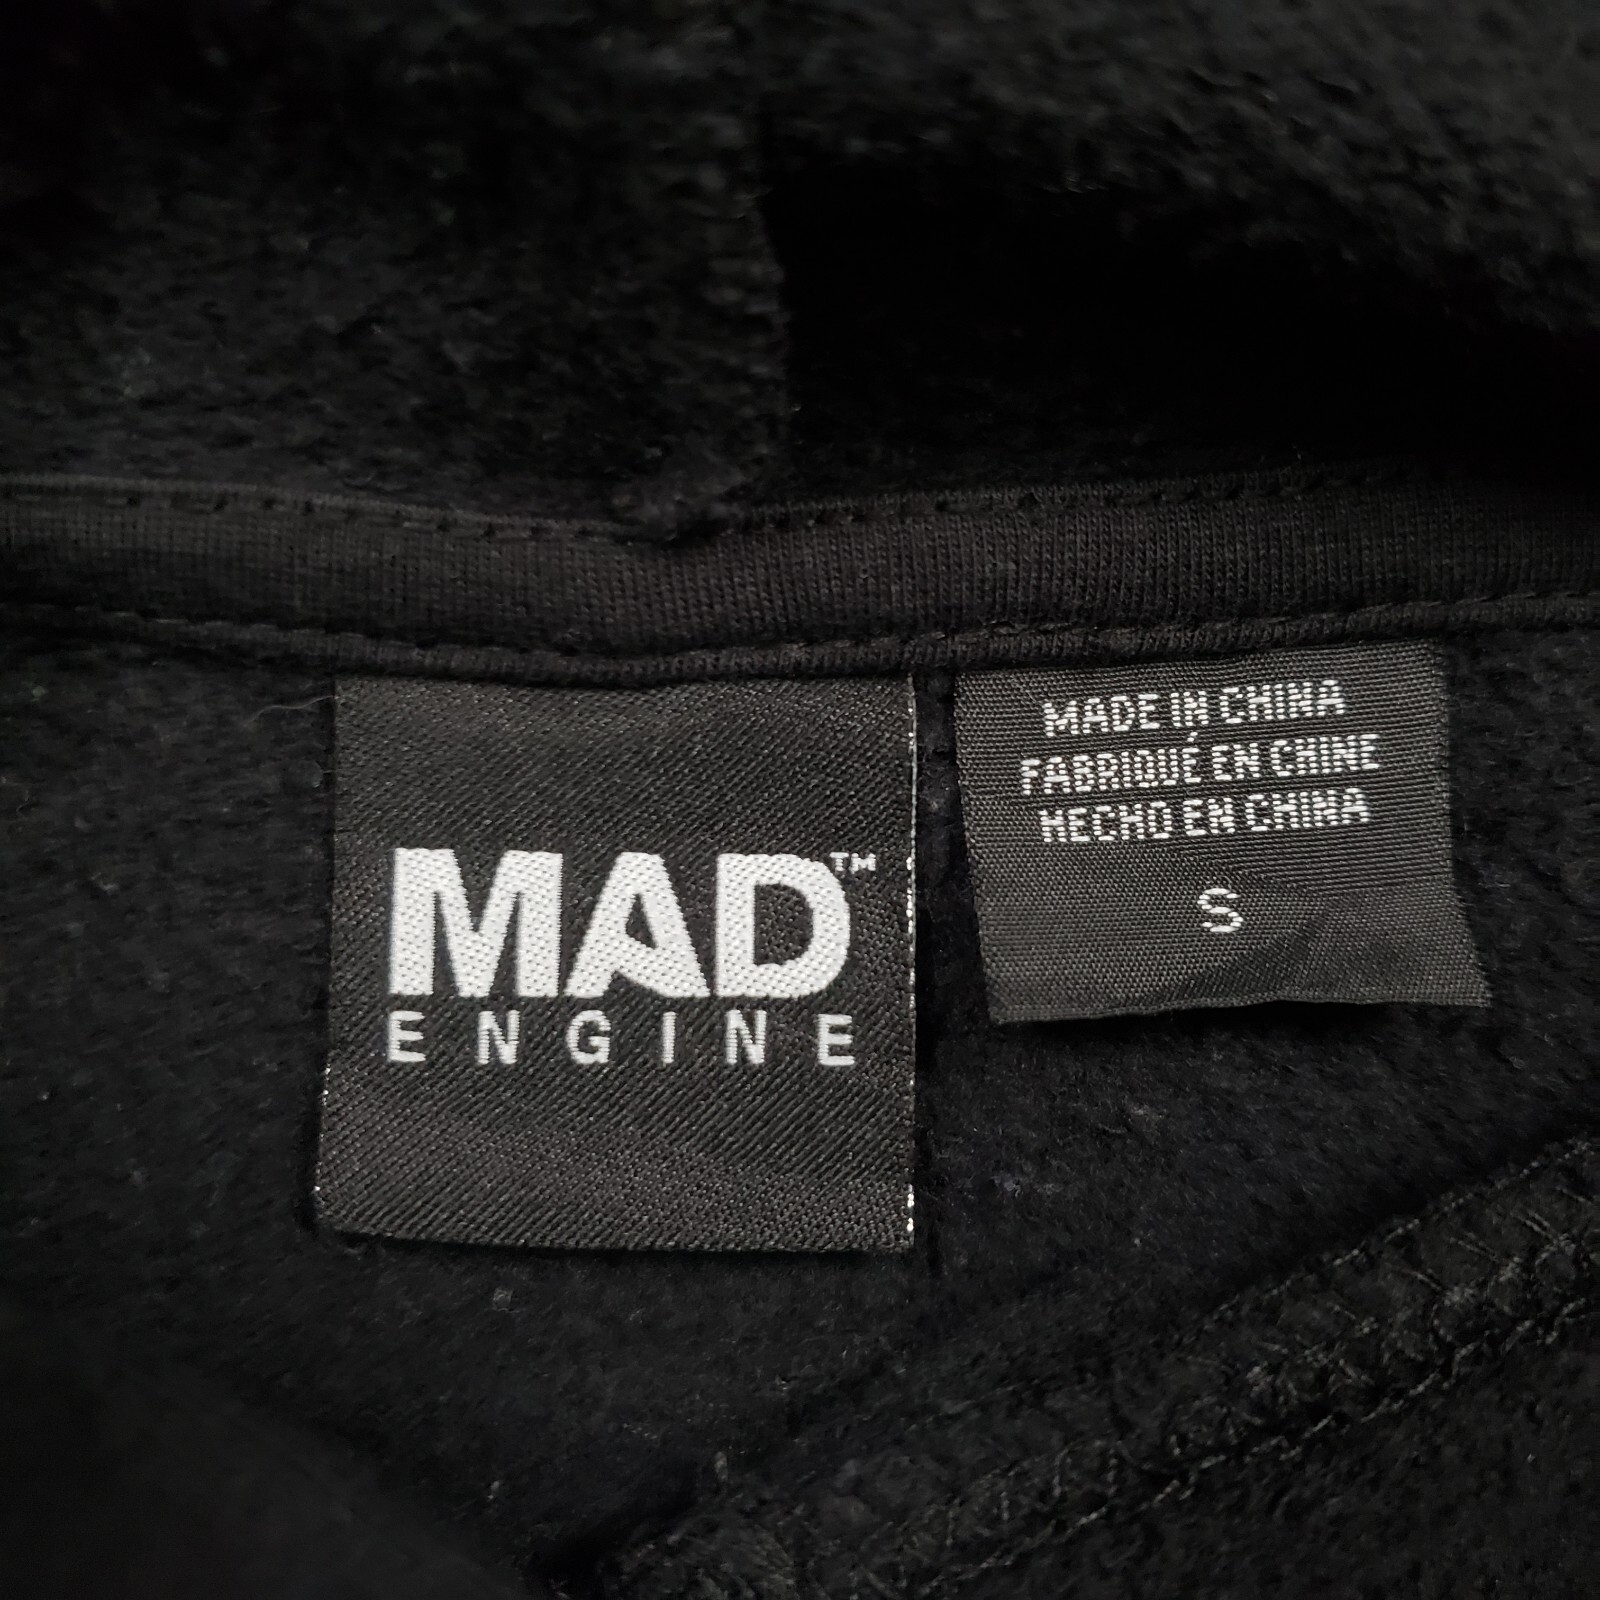 MAD™
ENGINE
MADE IN CHINA
FABRIQUÉ EN CHINE
HECHO EN CHINA
S